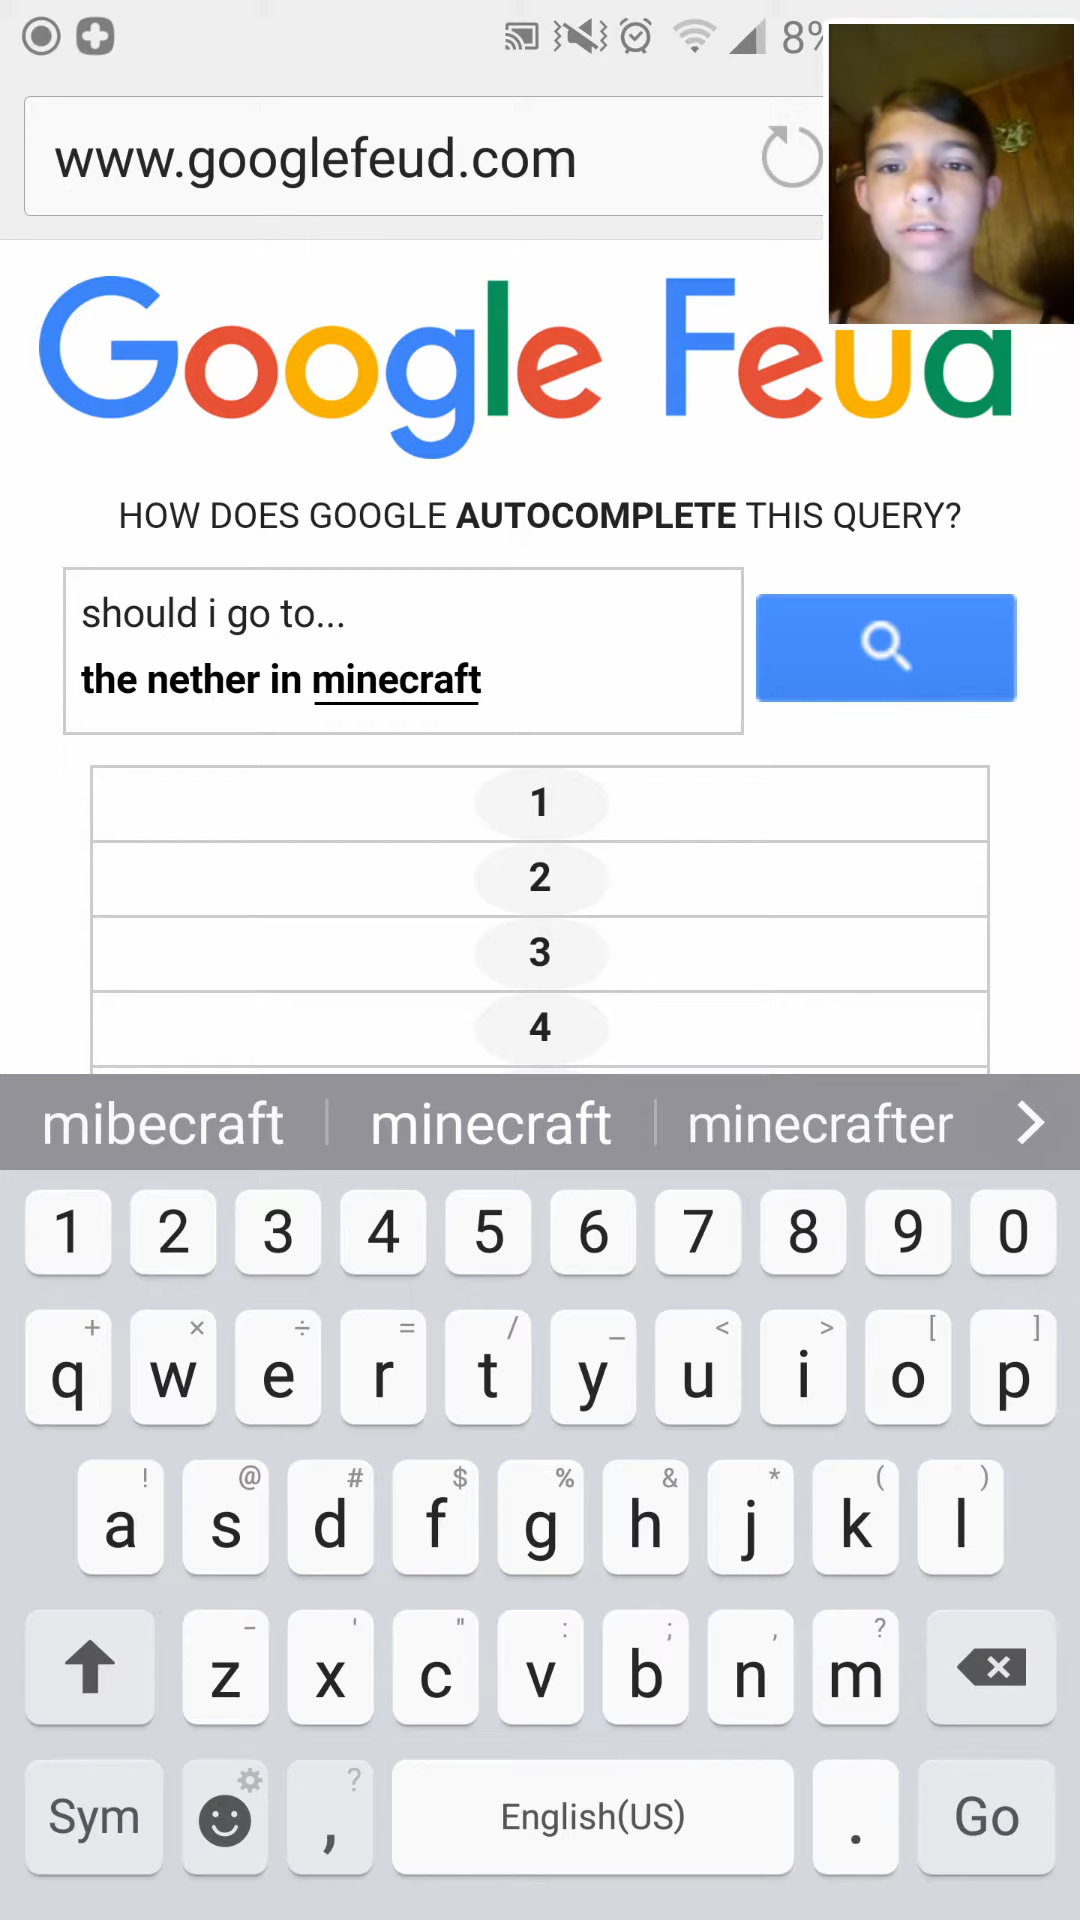 8%
www.googlefeud.com
Google Feud
HOW DOES GOOGLE AUTOCOMPLETE THIS QUERY?
should i go to...
the nether in minecraft
1
2
3
4
mibecraft minecraft minecrafter
1 2 3 4 5 6 7 8 9 0
+ × ÷ = / _ < > [ ]
q w e r t y u i o p
! @ # $ % & * ( )
a s d f g h j k l
- ' " : ; , ?
z x c v b n m
?
Sym , English(US) . Go